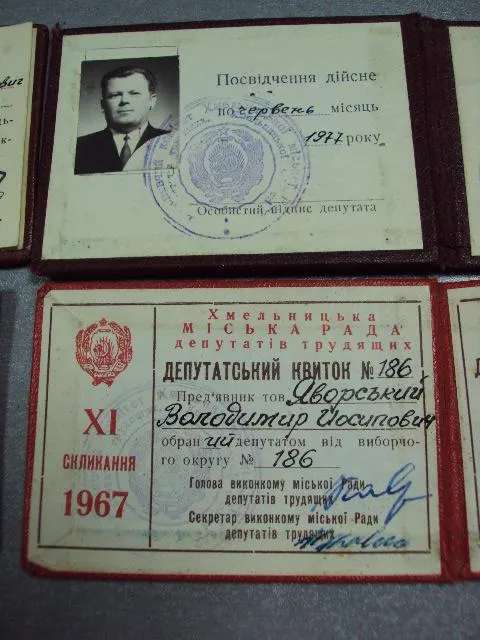 вич
Посвідчення дійсне
по червень місяць
1977 року
Особистий підпис депутата
Хмельницька
МІСЬКА РАДА
депутатів трудящих
ДЕПУТАТСЬКИЙ КВИТОК № 186
Пред'явник тов. Яворський
Володимир Йосипович
обраний депутатом від виборчо-
го округу № 186
XI
СКЛИКАННЯ
1967
Голова виконкому міської Ради
депутатів трудящих
Секретар виконкому міської Ради
депутатів трудящих